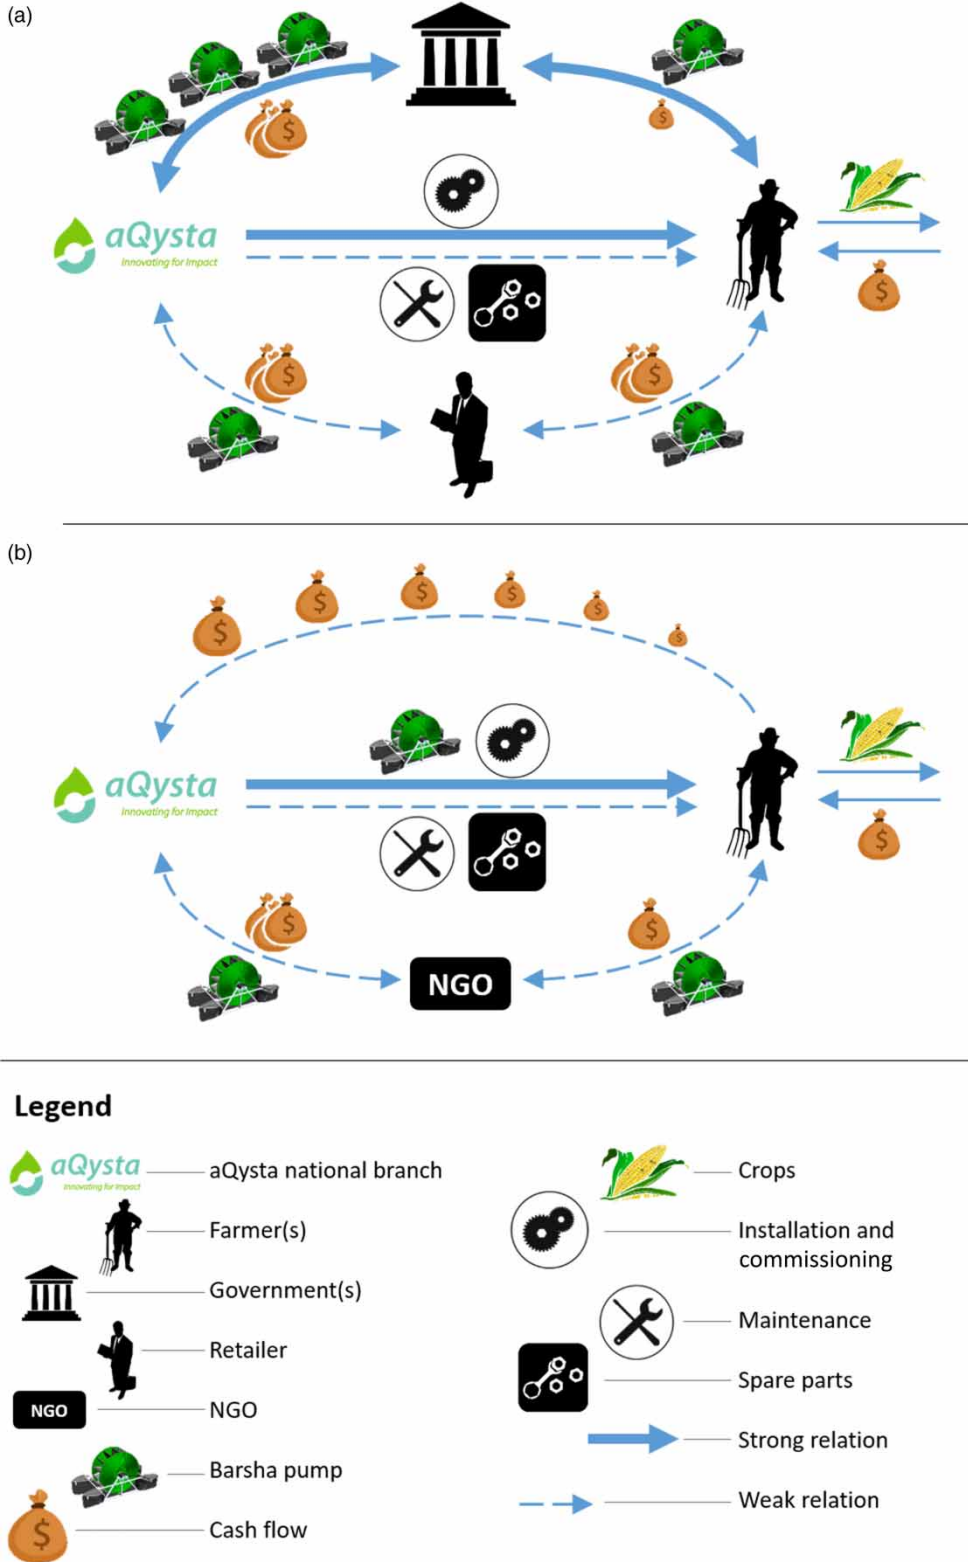 (a)
$
$
aQysta
Innovating for Impact
$
$
$
(b)
$
$
$
$
$
$
aQysta
Innovating for Impact
$
$
$
NGO
Legend
aQysta
Innovating for Impact
aQysta national branch
Farmer(s)
Government(s)
Retailer
NGO
NGO
Barsha pump
$
Cash flow
Crops
Installation and
commissioning
Maintenance
Spare parts
Strong relation
Weak relation